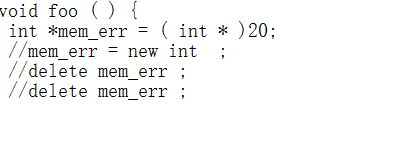 void foo ( ) {
int *mem_err = ( int * )20;
//mem_err = new int  ;
//delete mem_err ;
//delete mem_err ;